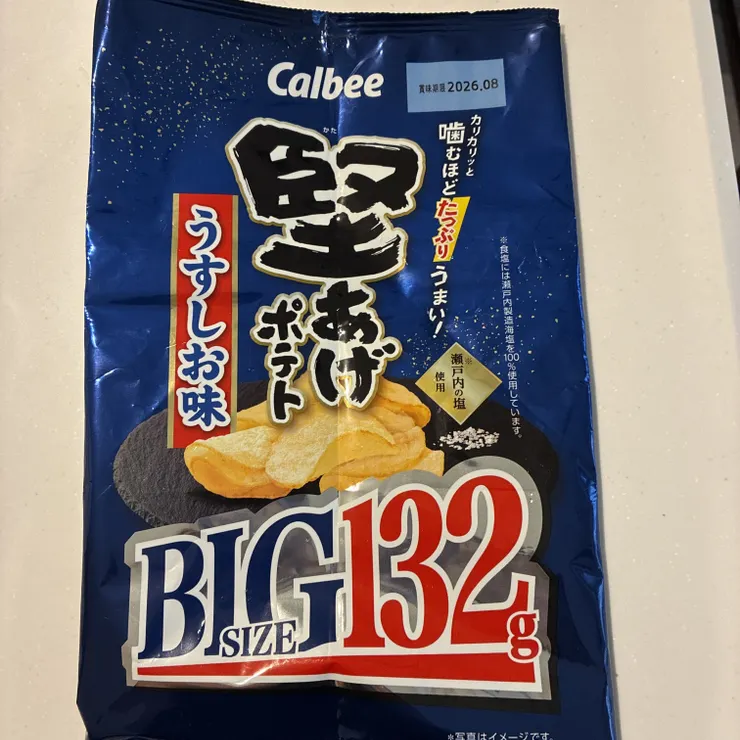 Calbee
賞味期限 2026.08
かた
堅あげ
ポテト
うすしお味
カリカリッと
噛むほどたっぷりうまい!
※
瀬戸内の塩
使用
※食塩には瀬戸内製造海塩を100%使用しています。
BIG SIZE 132g
※写真はイメージです。